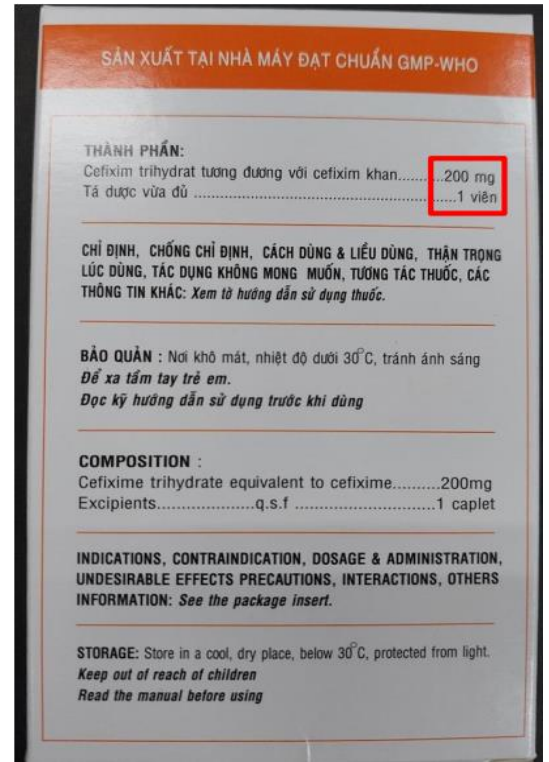 SẢN XUẤT TẠI NHÀ MÁY ĐẠT CHUẨN GMP-WHO
THÀNH PHẦN:
Cefixim trihydrat tương đương với cefixim khan..........200 mg
Tá dược vừa đủ ......................................................1 viên
CHỈ ĐỊNH, CHỐNG CHỈ ĐỊNH, CÁCH DÙNG & LIỀU DÙNG, THẬN TRỌNG
LÚC DÙNG, TÁC DỤNG KHÔNG MONG MUỐN, TƯƠNG TÁC THUỐC, CÁC
THÔNG TIN KHÁC: Xem tờ hướng dẫn sử dụng thuốc.
BẢO QUẢN : Nơi khô mát, nhiệt độ dưới 30°C, tránh ánh sáng
Để xa tầm tay trẻ em.
Đọc kỹ hướng dẫn sử dụng trước khi dùng
COMPOSITION :
Cefixime trihydrate equivalent to cefixime..........200mg
Excipients...................q.s.f ............................1 caplet
INDICATIONS, CONTRAINDICATION, DOSAGE & ADMINISTRATION,
UNDESIRABLE EFFECTS PRECAUTIONS, INTERACTIONS, OTHERS
INFORMATION: See the package insert.
STORAGE: Store in a cool, dry place, below 30°C, protected from light.
Keep out of reach of children
Read the manual before using